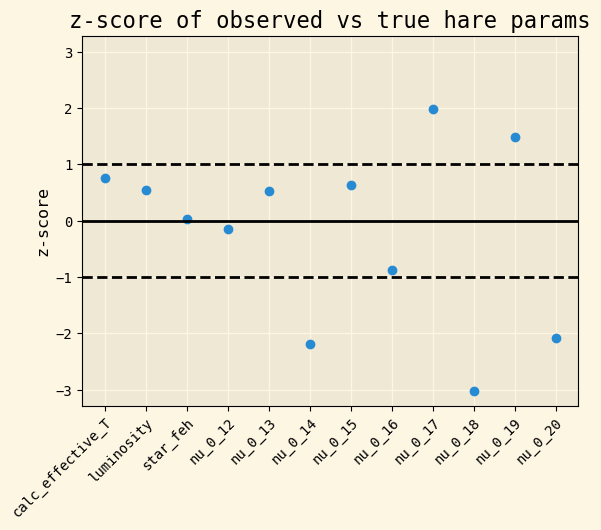 z-score of observed vs true hare params
z-score
3
2
1
0
−1
−2
−3
calc_effective_T
luminosity
star_feh
nu_0_12
nu_0_13
nu_0_14
nu_0_15
nu_0_16
nu_0_17
nu_0_18
nu_0_19
nu_0_20